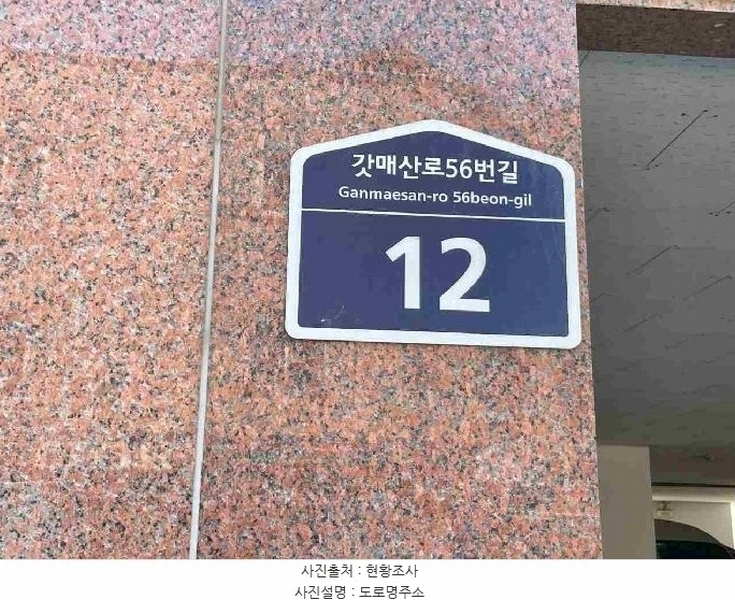 갓매산로56번길
Ganmaesan-ro 56beon-gil
12
사진출처 : 현황조사
사진설명 : 도로명주소